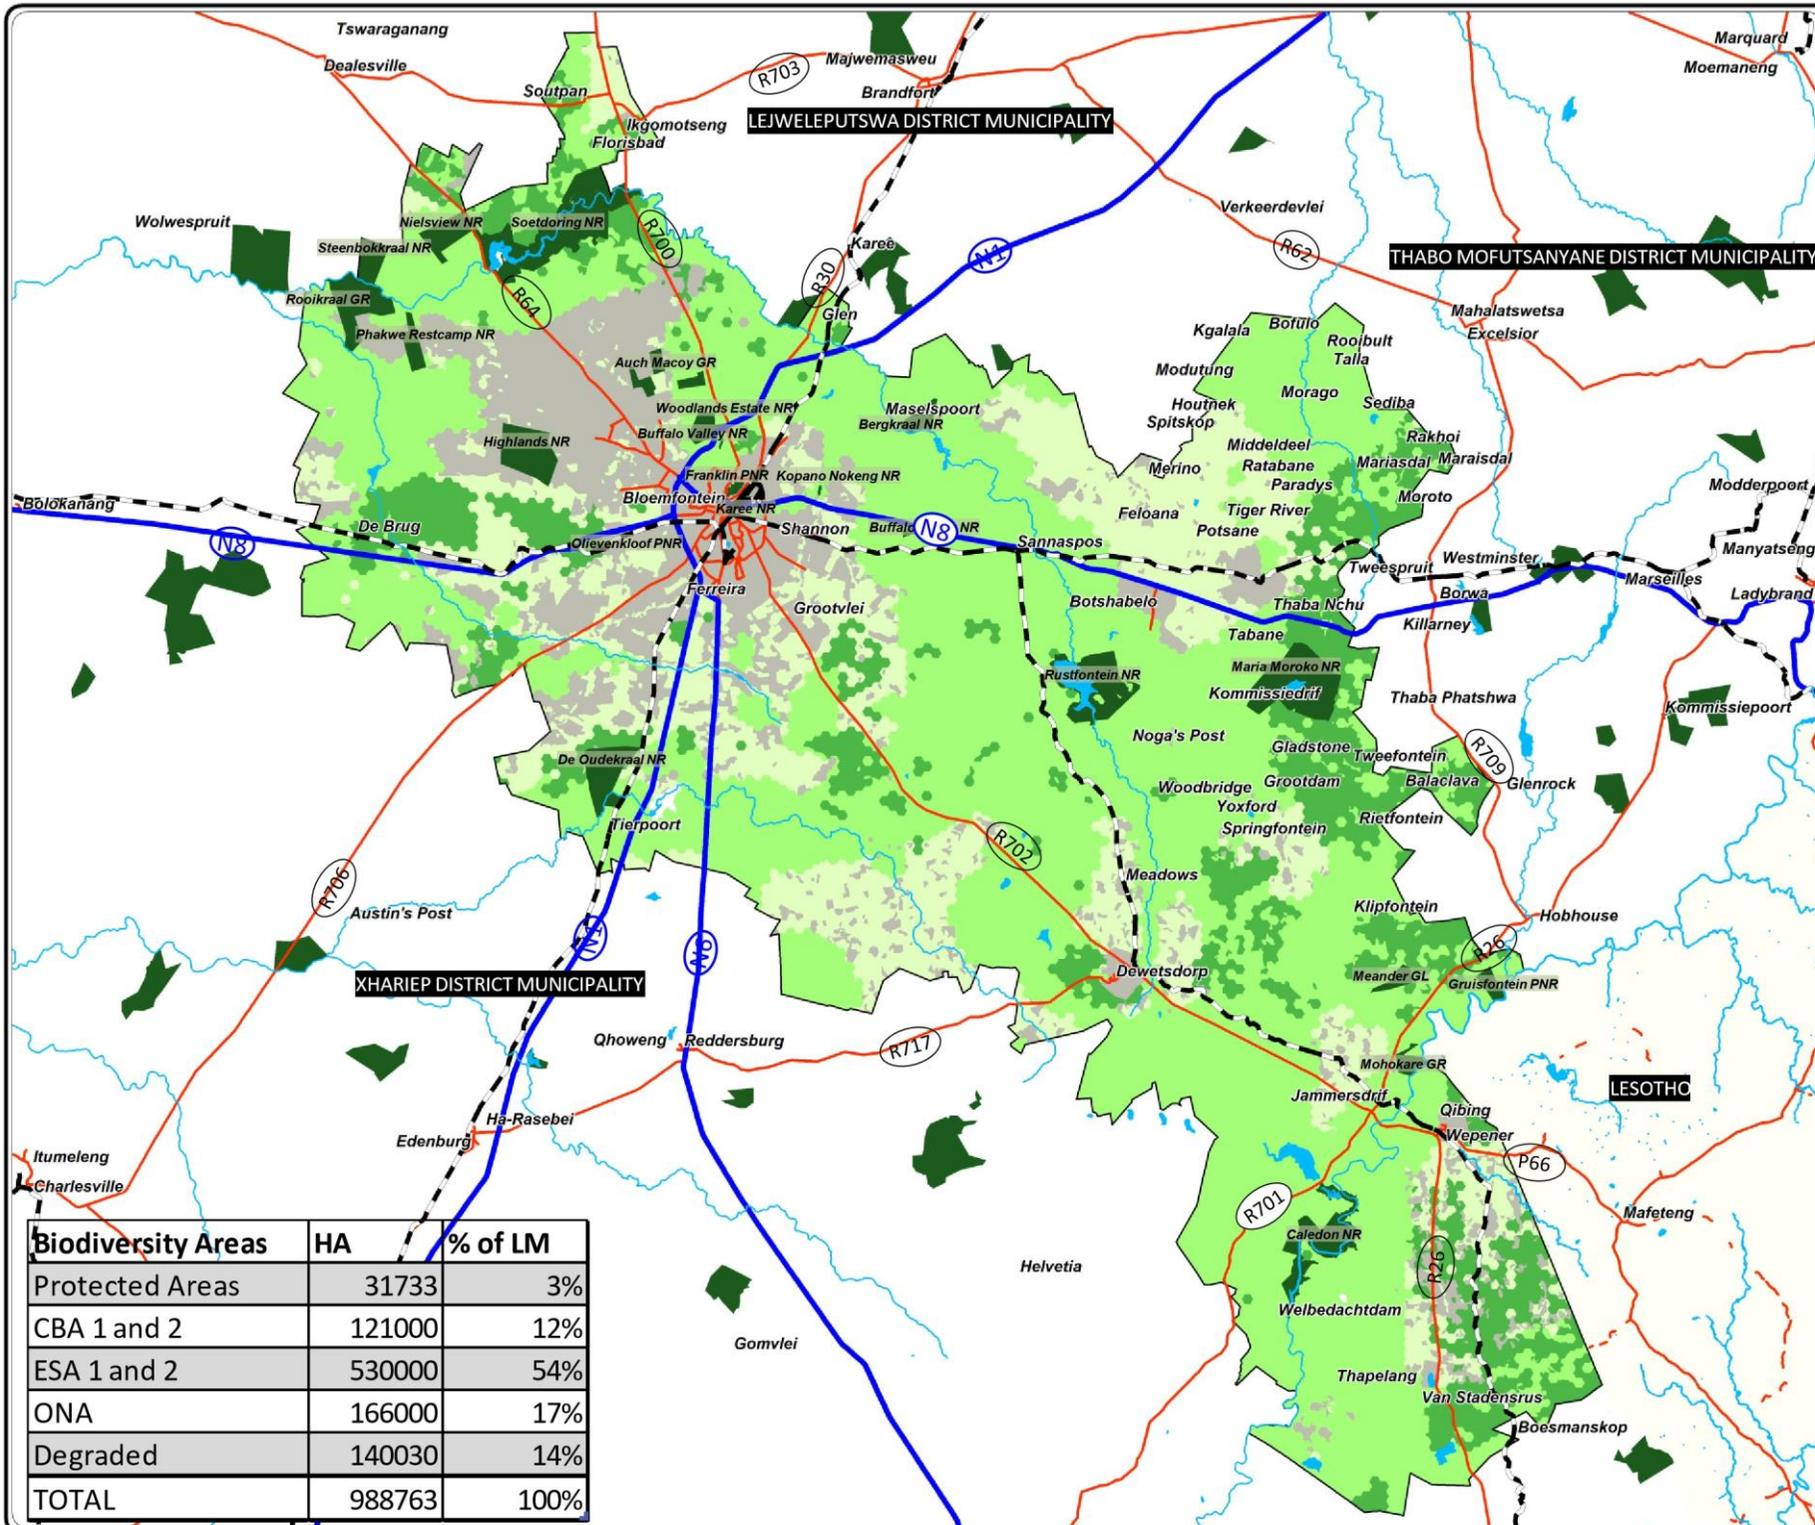 Tswaraganang
Dealesville
Soutpan
R703
Majwemasweu
Brandfort
Marquard
Moemaneng
Ikgomotseng
Florisbad
LEJWELEPUTSWA DISTRICT MUNICIPALITY
Wolwespruit
Nielsview NR
Soetdoring NR
Steenbokkraal NR
R700
Karee
N1
Verkeerdevlei
R62
THABO MOFUTSANYANE DISTRICT MUNICIPALITY
Rooikraal GR
R64
R30
Glen
Phakwe Restcamp NR
Auch Macoy GR
Kgalala
Bofulo
Rooibult
Talla
Mahalatswetsa
Excelsior
Modutung
Morago
Woodlands Estate NR
Maselspoort
Bergkraal NR
Houtnek
Spitskop
Sediba
Highlands NR
Buffalo Valley NR
Middeldeel
Rakhoi
Merino
Ratabane
Mariasdal
Maraisdal
Franklin PNR
Kopano Nokeng NR
Paradys
Modderpoort
Bolokanang
Bloemfontein
Karee NR
Moroto
Feloana
Tiger River
De Brug
Shannon
Buffalo
N8
NR
Potsane
N8
Olievenkloof PNR
Sannaspos
Tweespruit
Westminster
Manyatseng
Ferreira
Marseilles
Grootvlei
Botshabelo
Thaba Nchu
Borwa
Ladybrand
Tabane
Killarney
Rustfontein NR
Maria Moroko NR
Kommissiedrif
Thaba Phatshwa
Kommissiepoort
Noga's Post
Gladstone
Tweefontein
R709
De Oudekraal NR
Woodbridge
Grootdam
Balaclava
Glenrock
Yoxford
Tierpoort
Springfontein
Rietfontein
R702
R706
Meadows
Austin's Post
Klipfontein
Hobhouse
N1
N6
R26
XHARIEP DISTRICT MUNICIPALITY
Dewetsdorp
Meander GL
Gruisfontein PNR
Qhoweng
Reddersburg
R717
Mohokare GR
LESOTHO
Jammersdrif
Qibing
Ha-Rasebei
Edenburg
Wepener
Itumeleng
P66
Charlesville
R701
Mafeteng
Caledon NR
R26
Helvetia
Welbedachtdam
Gomvlei
Thapelang
Van Stadensrus
Boesmanskop
Biodiversity Areas HA % of LM
Protected Areas 31733 3%
CBA 1 and 2 121000 12%
ESA 1 and 2 530000 54%
ONA 166000 17%
Degraded 140030 14%
TOTAL 988763 100%